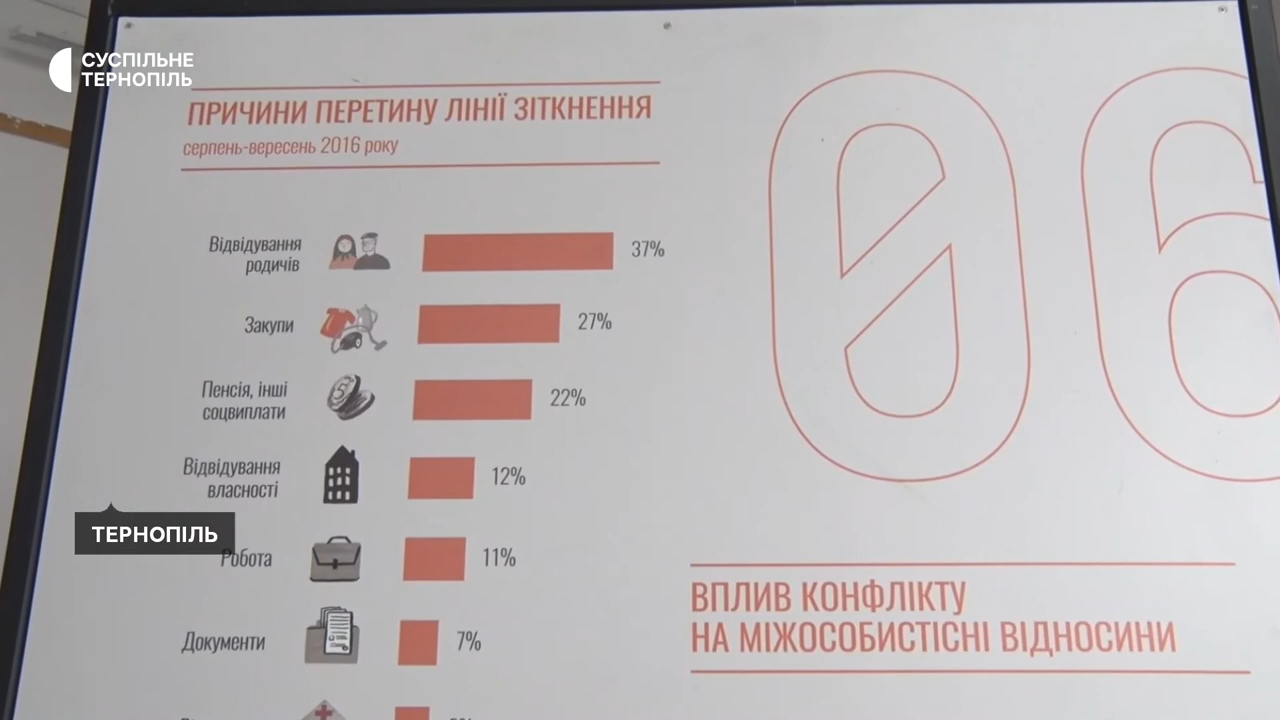 СУСПІЛЬНЕ
ТЕРНОПІЛЬ
ПРИЧИНИ ПЕРЕТИНУ ЛІНІЇ ЗІТКНЕННЯ
серпень-вересень 2016 року
Відвідування
родичів
37%
Закупи
27%
Пенсія, інші
соцвиплати
22%
Відвідування
власності
12%
Робота
11%
Документи
7%
06
ВПЛИВ КОНФЛІКТУ
НА МІЖОСОБИСТІСНІ ВІДНОСИНИ
ТЕРНОПІЛЬ